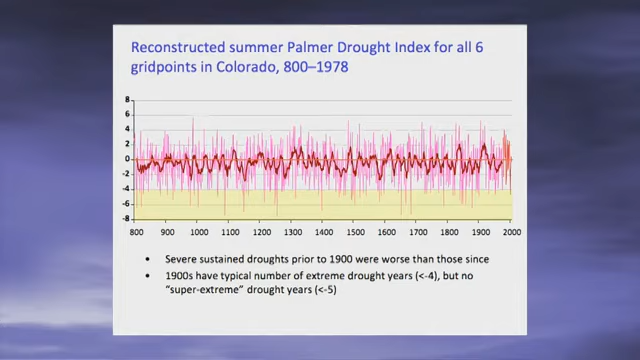 Reconstructed summer Palmer Drought Index for all 6
gridpoints in Colorado, 800–1978
8
6
4
2
0
-2
-4
-6
-8
800 900 1000 1100 1200 1300 1400 1500 1600 1700 1800 1900 2000
• Severe sustained droughts prior to 1900 were worse than those since
• 1900s have typical number of extreme drought years (<-4), but no
"super-extreme" drought years (<-5)